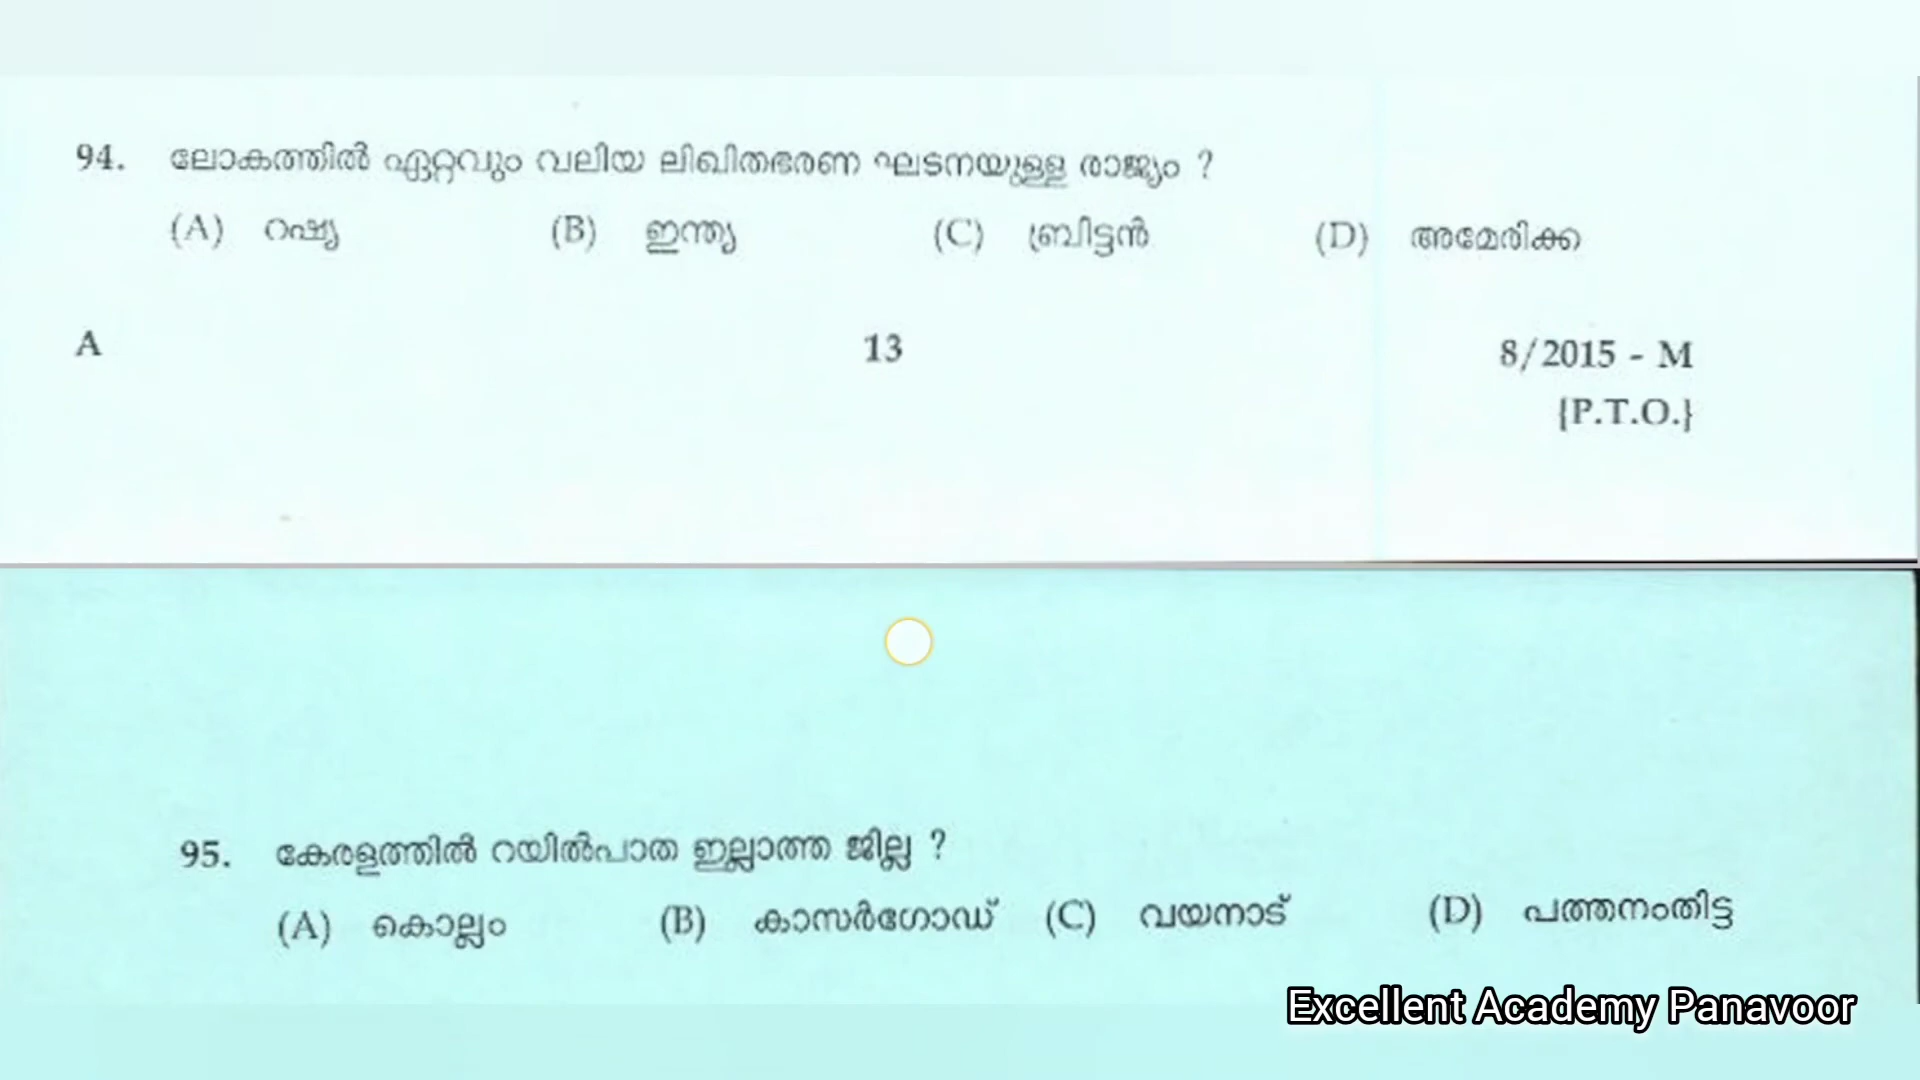 94. ലോകത്തിൽ ഏറ്റവും വലിയ ലിഖിതഭരണ ഘടനയുള്ള രാജ്യം ?
(A) റഷ്യ (B) ഇന്ത്യ (C) ബ്രിട്ടൻ (D) അമേരിക്ക
A 13 8/2015 - M
{P.T.O.}
95. കേരളത്തിൽ റയിൽപാത ഇല്ലാത്ത ജില്ല ?
(A) കൊല്ലം (B) കാസർഗോഡ് (C) വയനാട് (D) പത്തനംതിട്ട
Excellent Academy Panavoor